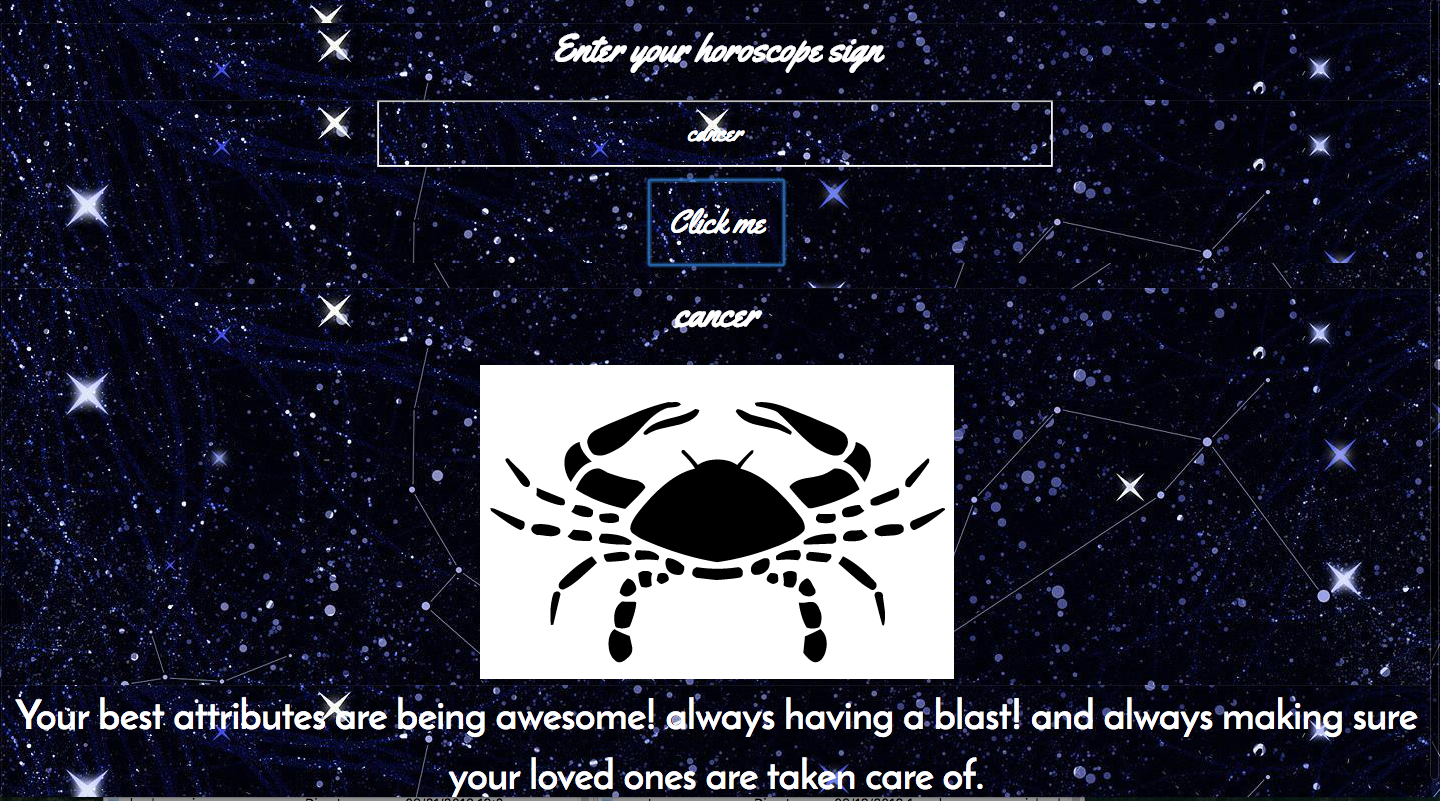 Enter your horoscope sign
cancer
Click me
cancer
Your best attributes are being awesome! always having a blast! and always making sure
your loved ones are taken care of.